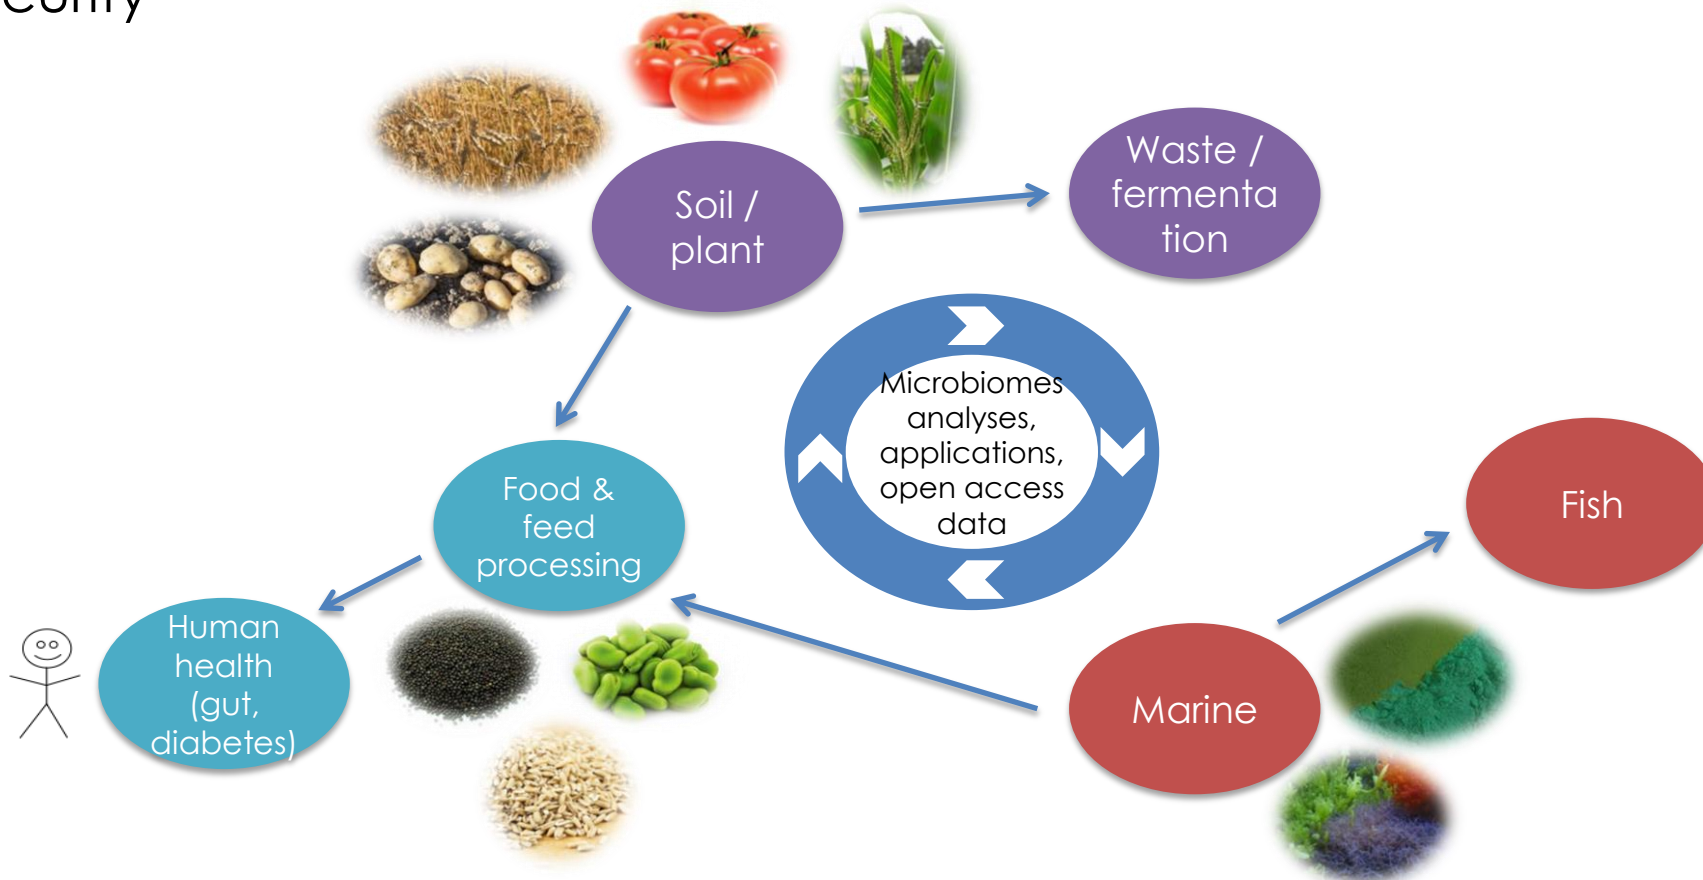 Waste /
fermenta
tion
Soil /
plant
Microbiomes
analyses,
applications,
open access
data
Food &
feed
processing
Fish
Human
health
(gut,
diabetes)
Marine